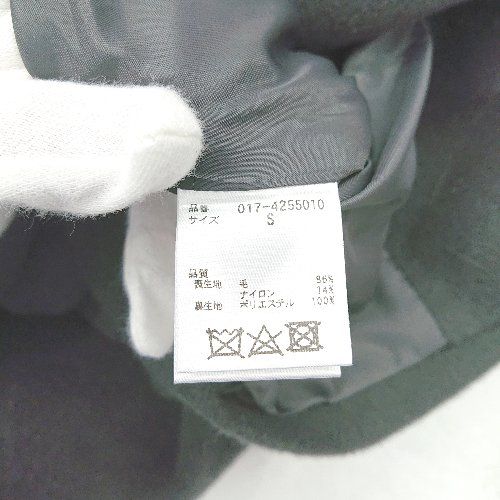 品番 017-4255010
サイズ S
品質
表生地 毛 86%
ナイロン 14%
裏生地 ポリエステル 100%